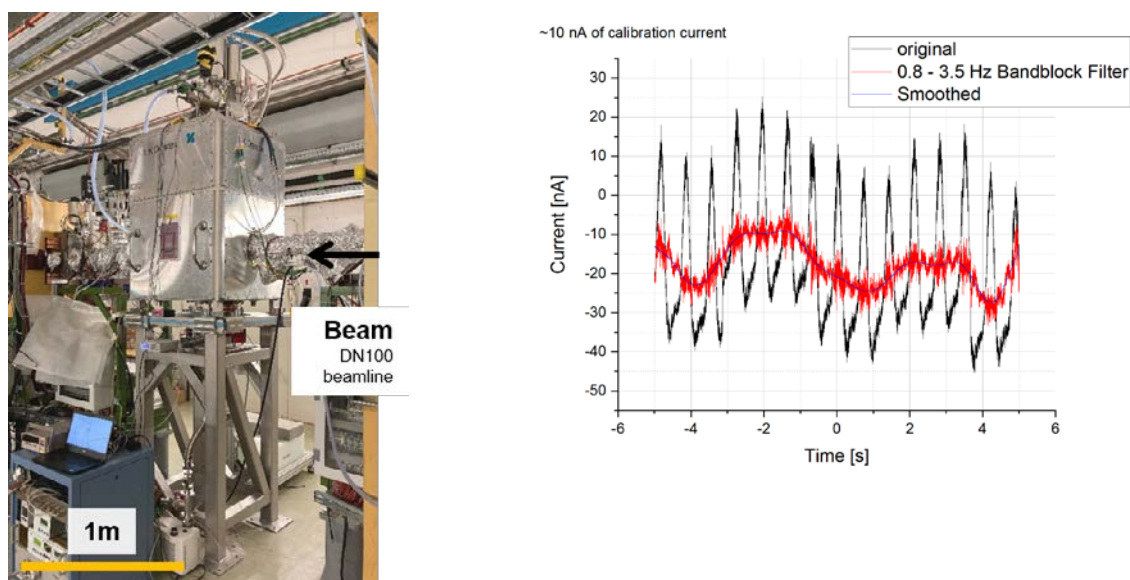 ~10 nA of calibration current
original
0.8 - 3.5 Hz Bandblock Filter
Smoothed
30
20
10
0
-10
-20
-30
-40
-50
Current [nA]
-6
-4
-2
0
2
4
6
Time [s]
Beam
DN100
beamline
1m